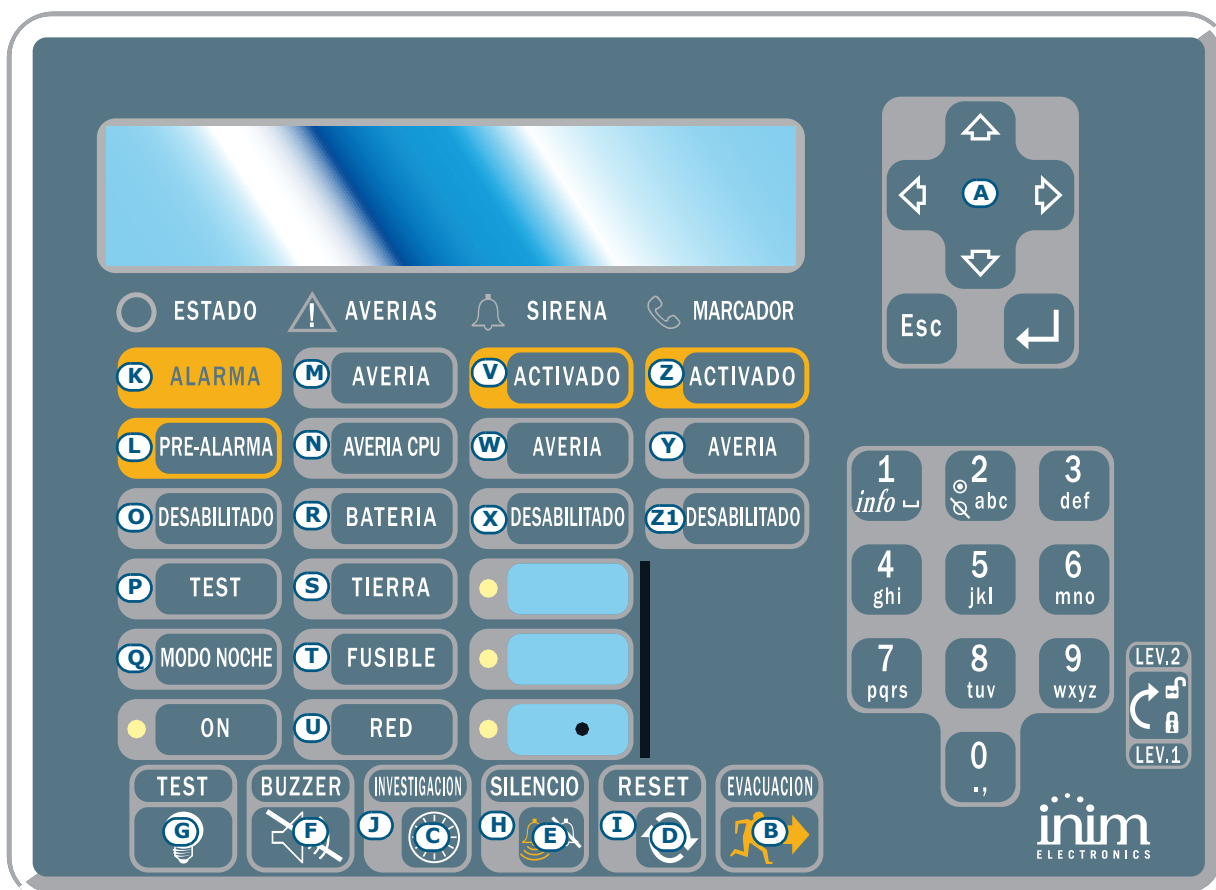 A
ESTADO AVERIAS SIRENA MARCADOR
Esc
K ALARMA M AVERIA V ACTIVADO Z ACTIVADO
L PRE-ALARMA N AVERIA CPU W AVERIA Y AVERIA
O DESABILITADO R BATERIA X DESABILITADO Z1 DESABILITADO
P TEST S TIERRA
Q MODO NOCHE T FUSIBLE
ON U RED
1 2 3
info abc def
4 5 6
ghi jkl mno
7 8 9
pqrs tuv wxyz
0
.,
LEV.2
LEV.1
TEST BUZZER INVESTIGACION SILENCIO RESET EVACUACION
G F J C H E I D B
inim
ELECTRONICS